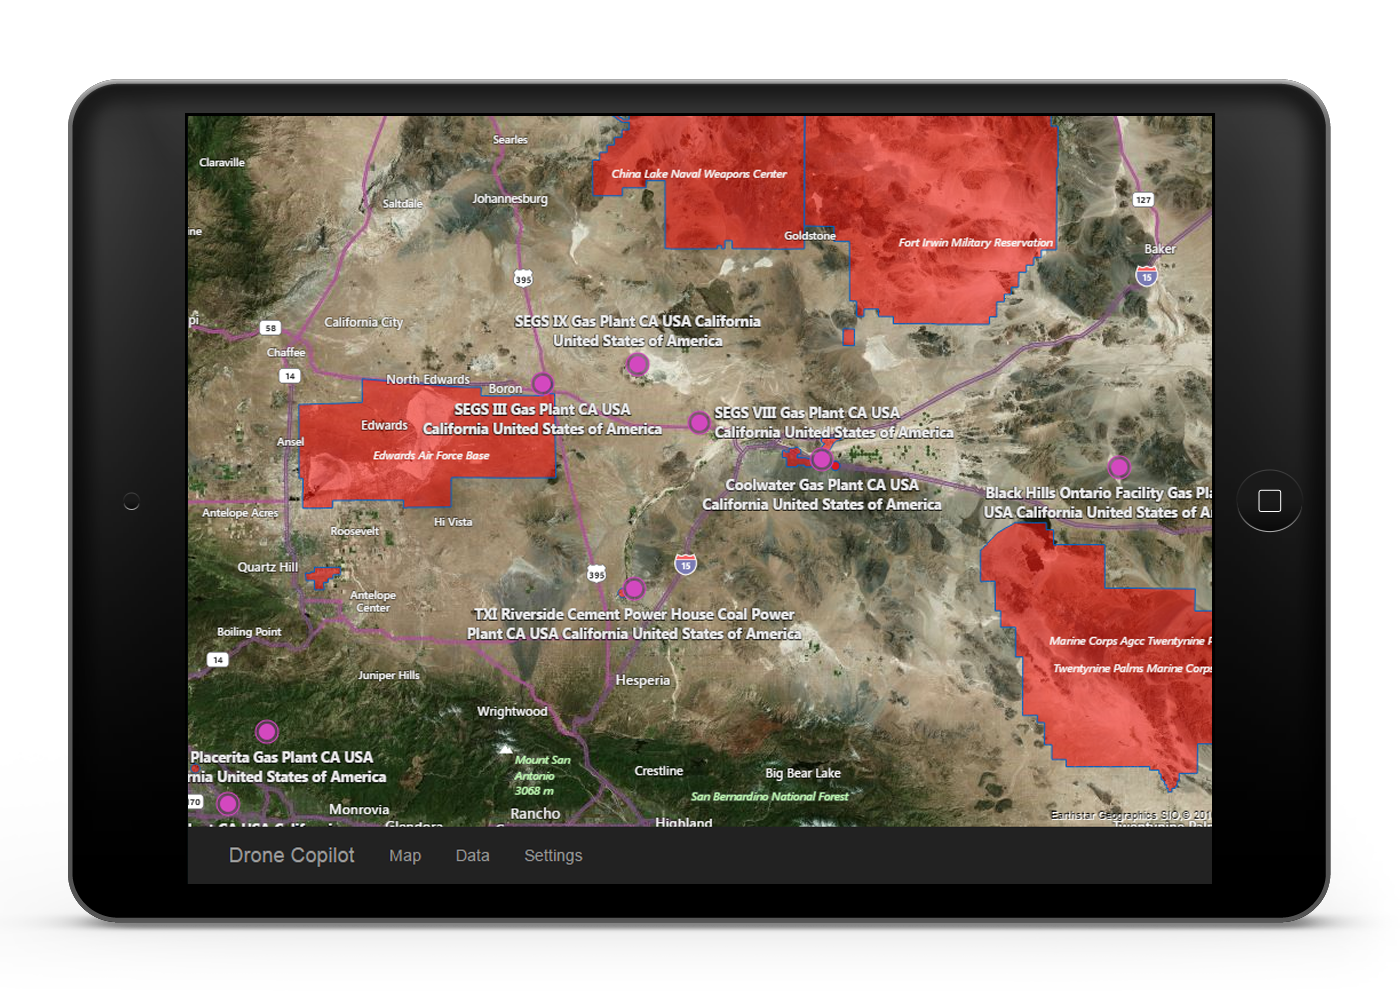 Searles
Claraville
China Lake Naval Weapons Center
Johannesburg
Saltdale
127
ne
Goldstone
Fort Irwin Military Reservation
Baker
395
15
pi
58
California City
SEGS IX Gas Plant CA USA California
United States of America
Chaffee
14
North Edwards
Boron
SEGS III Gas Plant CA USA
California United States of America
SEGS VIII Gas Plant CA USA
California United States of America
Edwards
Ansel
Edwards Air Force Base
Coolwater Gas Plant CA USA
California United States of America
Black Hills Ontario Facility Gas Pl
USA California United States of A
Antelope Acres
Hi Vista
Roosevelt
Quartz Hill
395
15
Antelope
Center
TXI Riverside Cement Power House Coal Power
Plant CA USA California United States of America
Boiling Point
Marine Corps Agcc Twentynine P
14
Twentynine Palms Marine Corps
Juniper Hills
Hesperia
Wrightwood
Placerita Gas Plant CA USA
rnia United States of America
Mount San
Antonio
3068 m
Crestline
Big Bear Lake
San Bernardino National Forest
170
Monrovia
Rancho
Earthstar Geographics SIO © 201
Glendora
Highland
Twentynine Pal
Drone Copilot
Map
Data
Settings